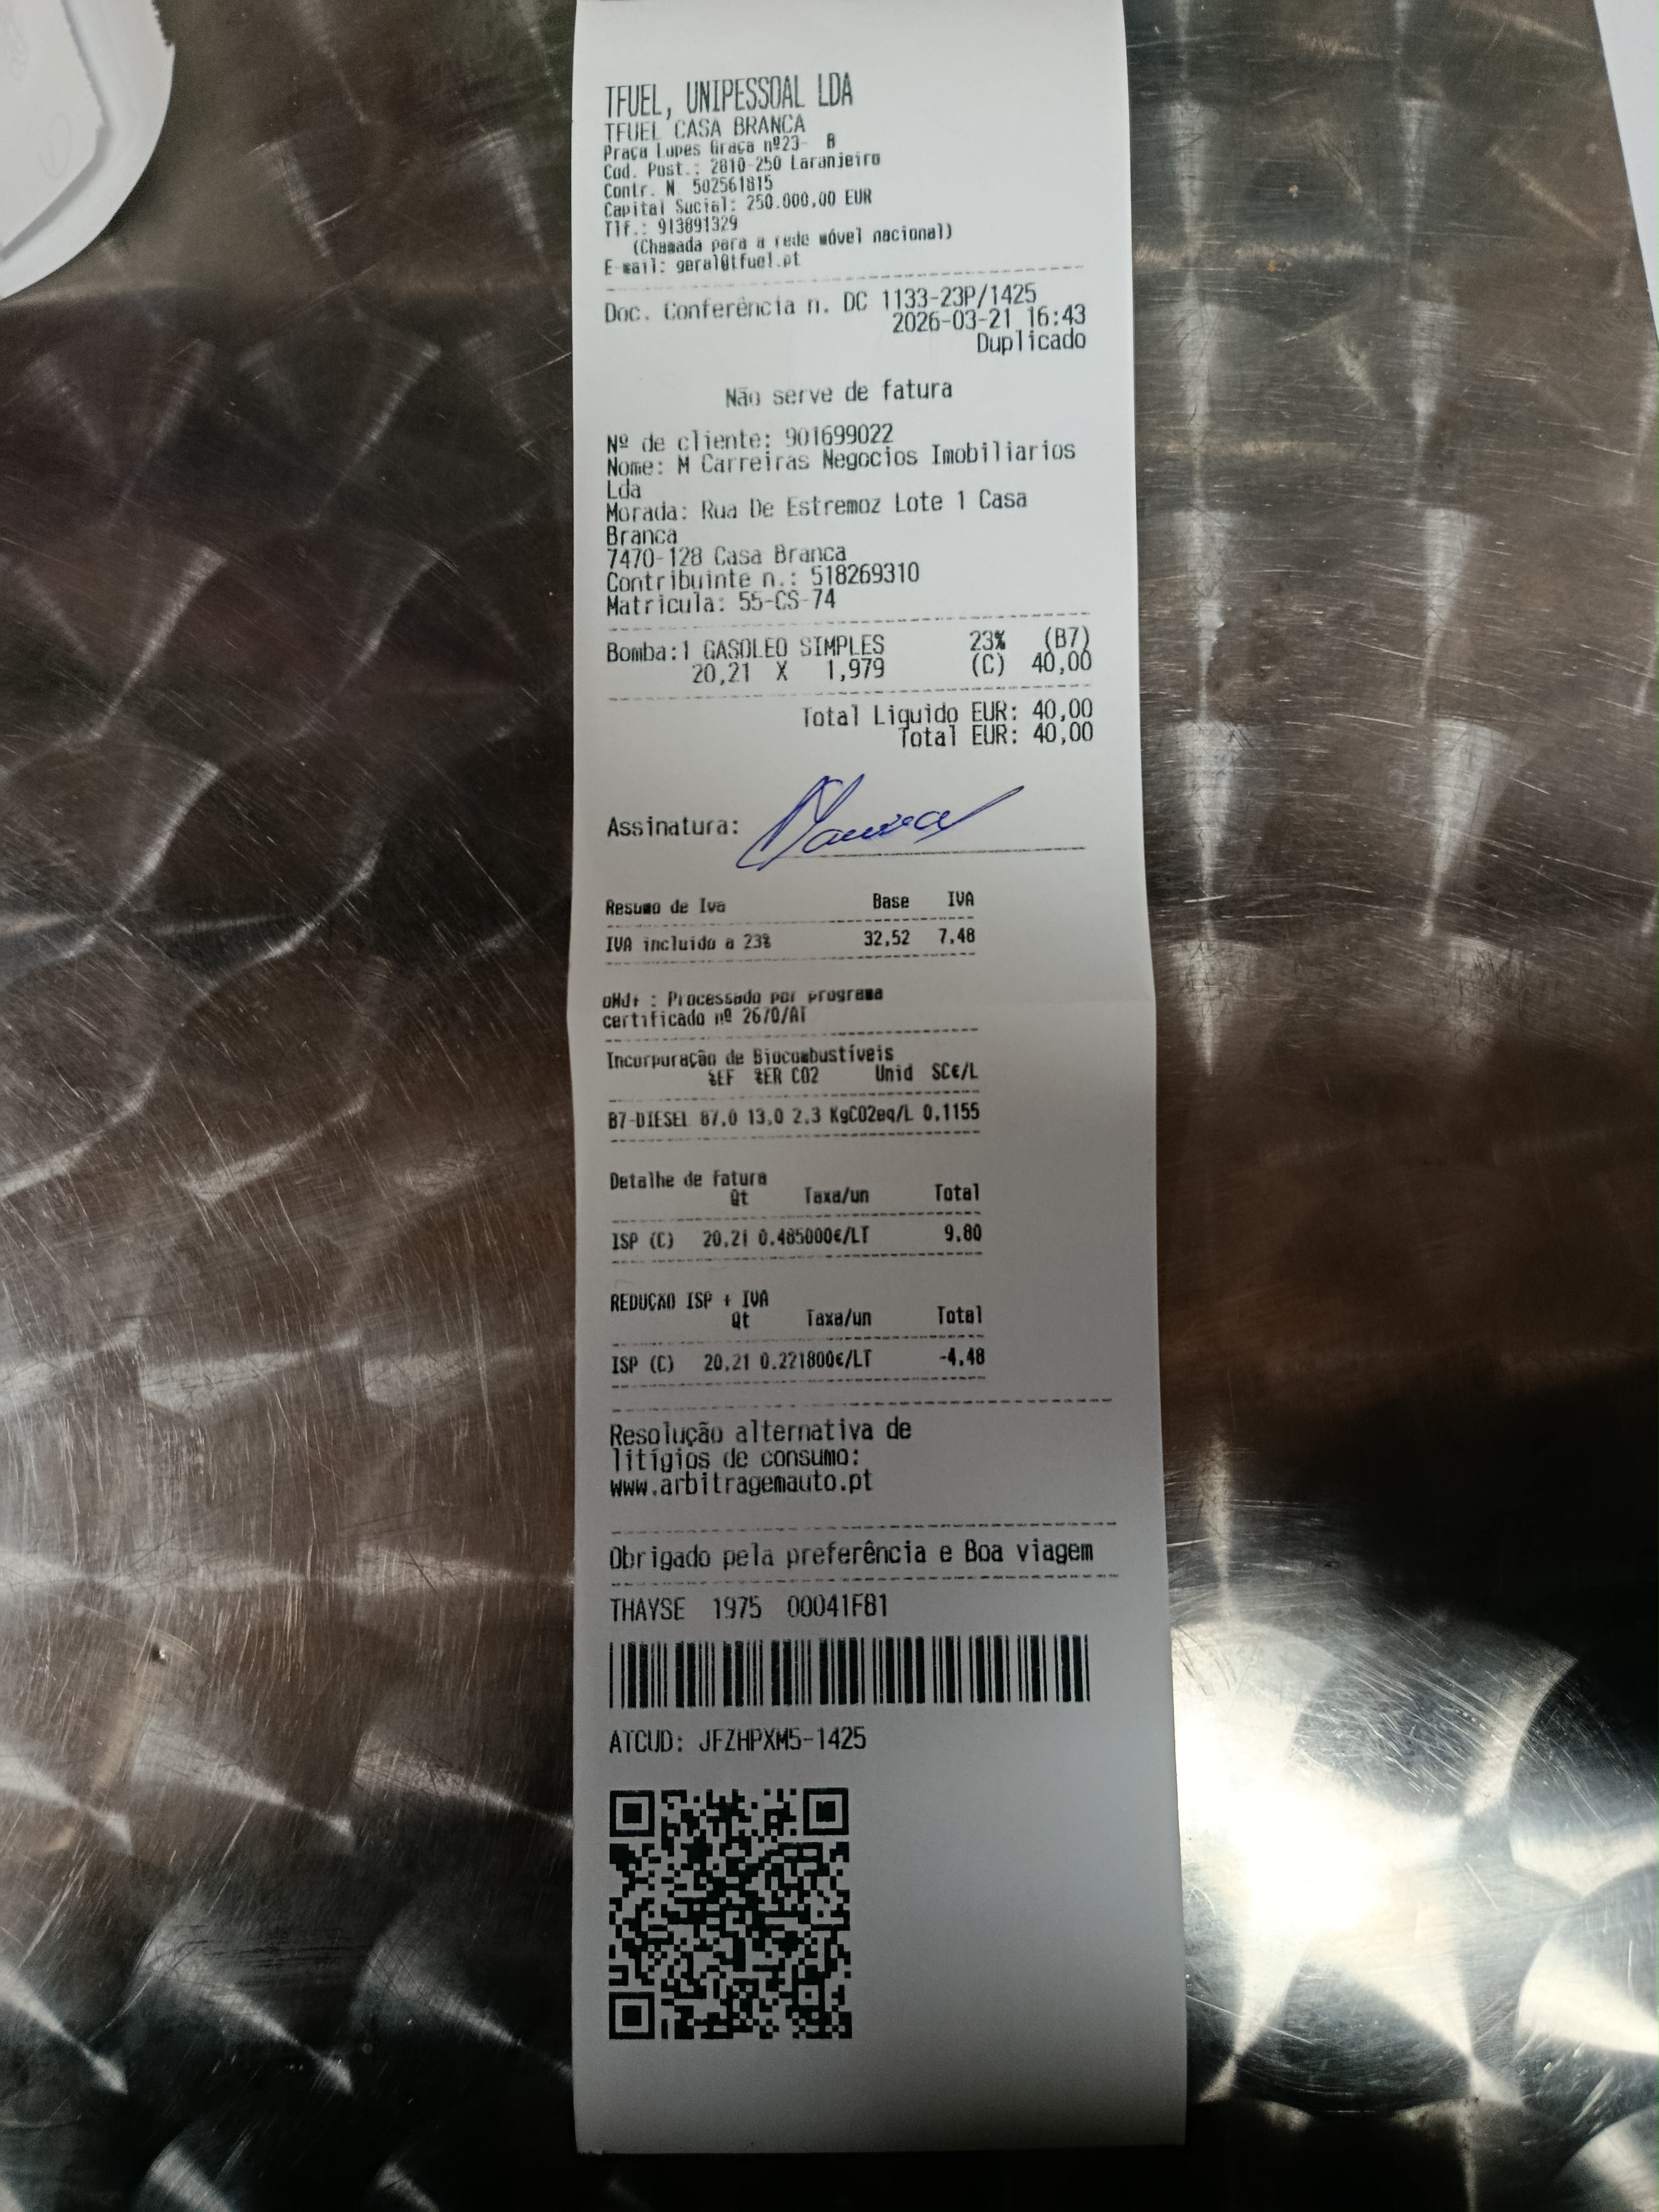 TFUEL, UNIPESSOAL LDA
TFUEL CASA BRANCA
Praça Lopes Graça nº23- B
Cod. Post.: 2810-250 Laranjeiro
Contr. N 502561815
Capital Social: 250.000,00 EUR
Tlf.: 913891329
(Chamada para a rede móvel nacional)
E-mail: geral@tfuel.pt
Doc. Conferência n. DC 1133-23P/1425
2026-03-21 16:43
Duplicado
Não serve de fatura
Nº de cliente: 901699022
Nome: M Carreiras Negocios Imobiliarios
Lda
Morada: Rua De Estremoz Lote 1 Casa
Branca
7470-128 Casa Branca
Contribuinte n.: 518269310
Matricula: 55-CS-74
Bomba:1 GASOLEO SIMPLES 23% (B7)
20,21 X 1,979 (C) 40,00
Total Liquido EUR: 40,00
Total EUR: 40,00
Assinatura:
Resumo de Iva Base IVA
IVA incluido a 23% 32,52 7,48
oHd+ : Processado por programa
certificado nº 2670/AT
Incorporação de Biocombustíveis
%EF %ER CO2 Unid SC€/L
B7-DIESEL 87,0 13,0 2,3 KgCO2eq/L 0,1155
Detalhe de fatura
Qt Taxa/un Total
ISP (C) 20,21 0.485000€/LT 9,80
REDUÇÃO ISP + IVA
Qt Taxa/un Total
ISP (C) 20,21 0.221800€/LT -4,48
Resolução alternativa de
litígios de consumo:
www.arbitragemauto.pt
Obrigado pela preferência e Boa viagem
THAYSE 1975 00041F81
ATCUD: JFZHPXM5-1425